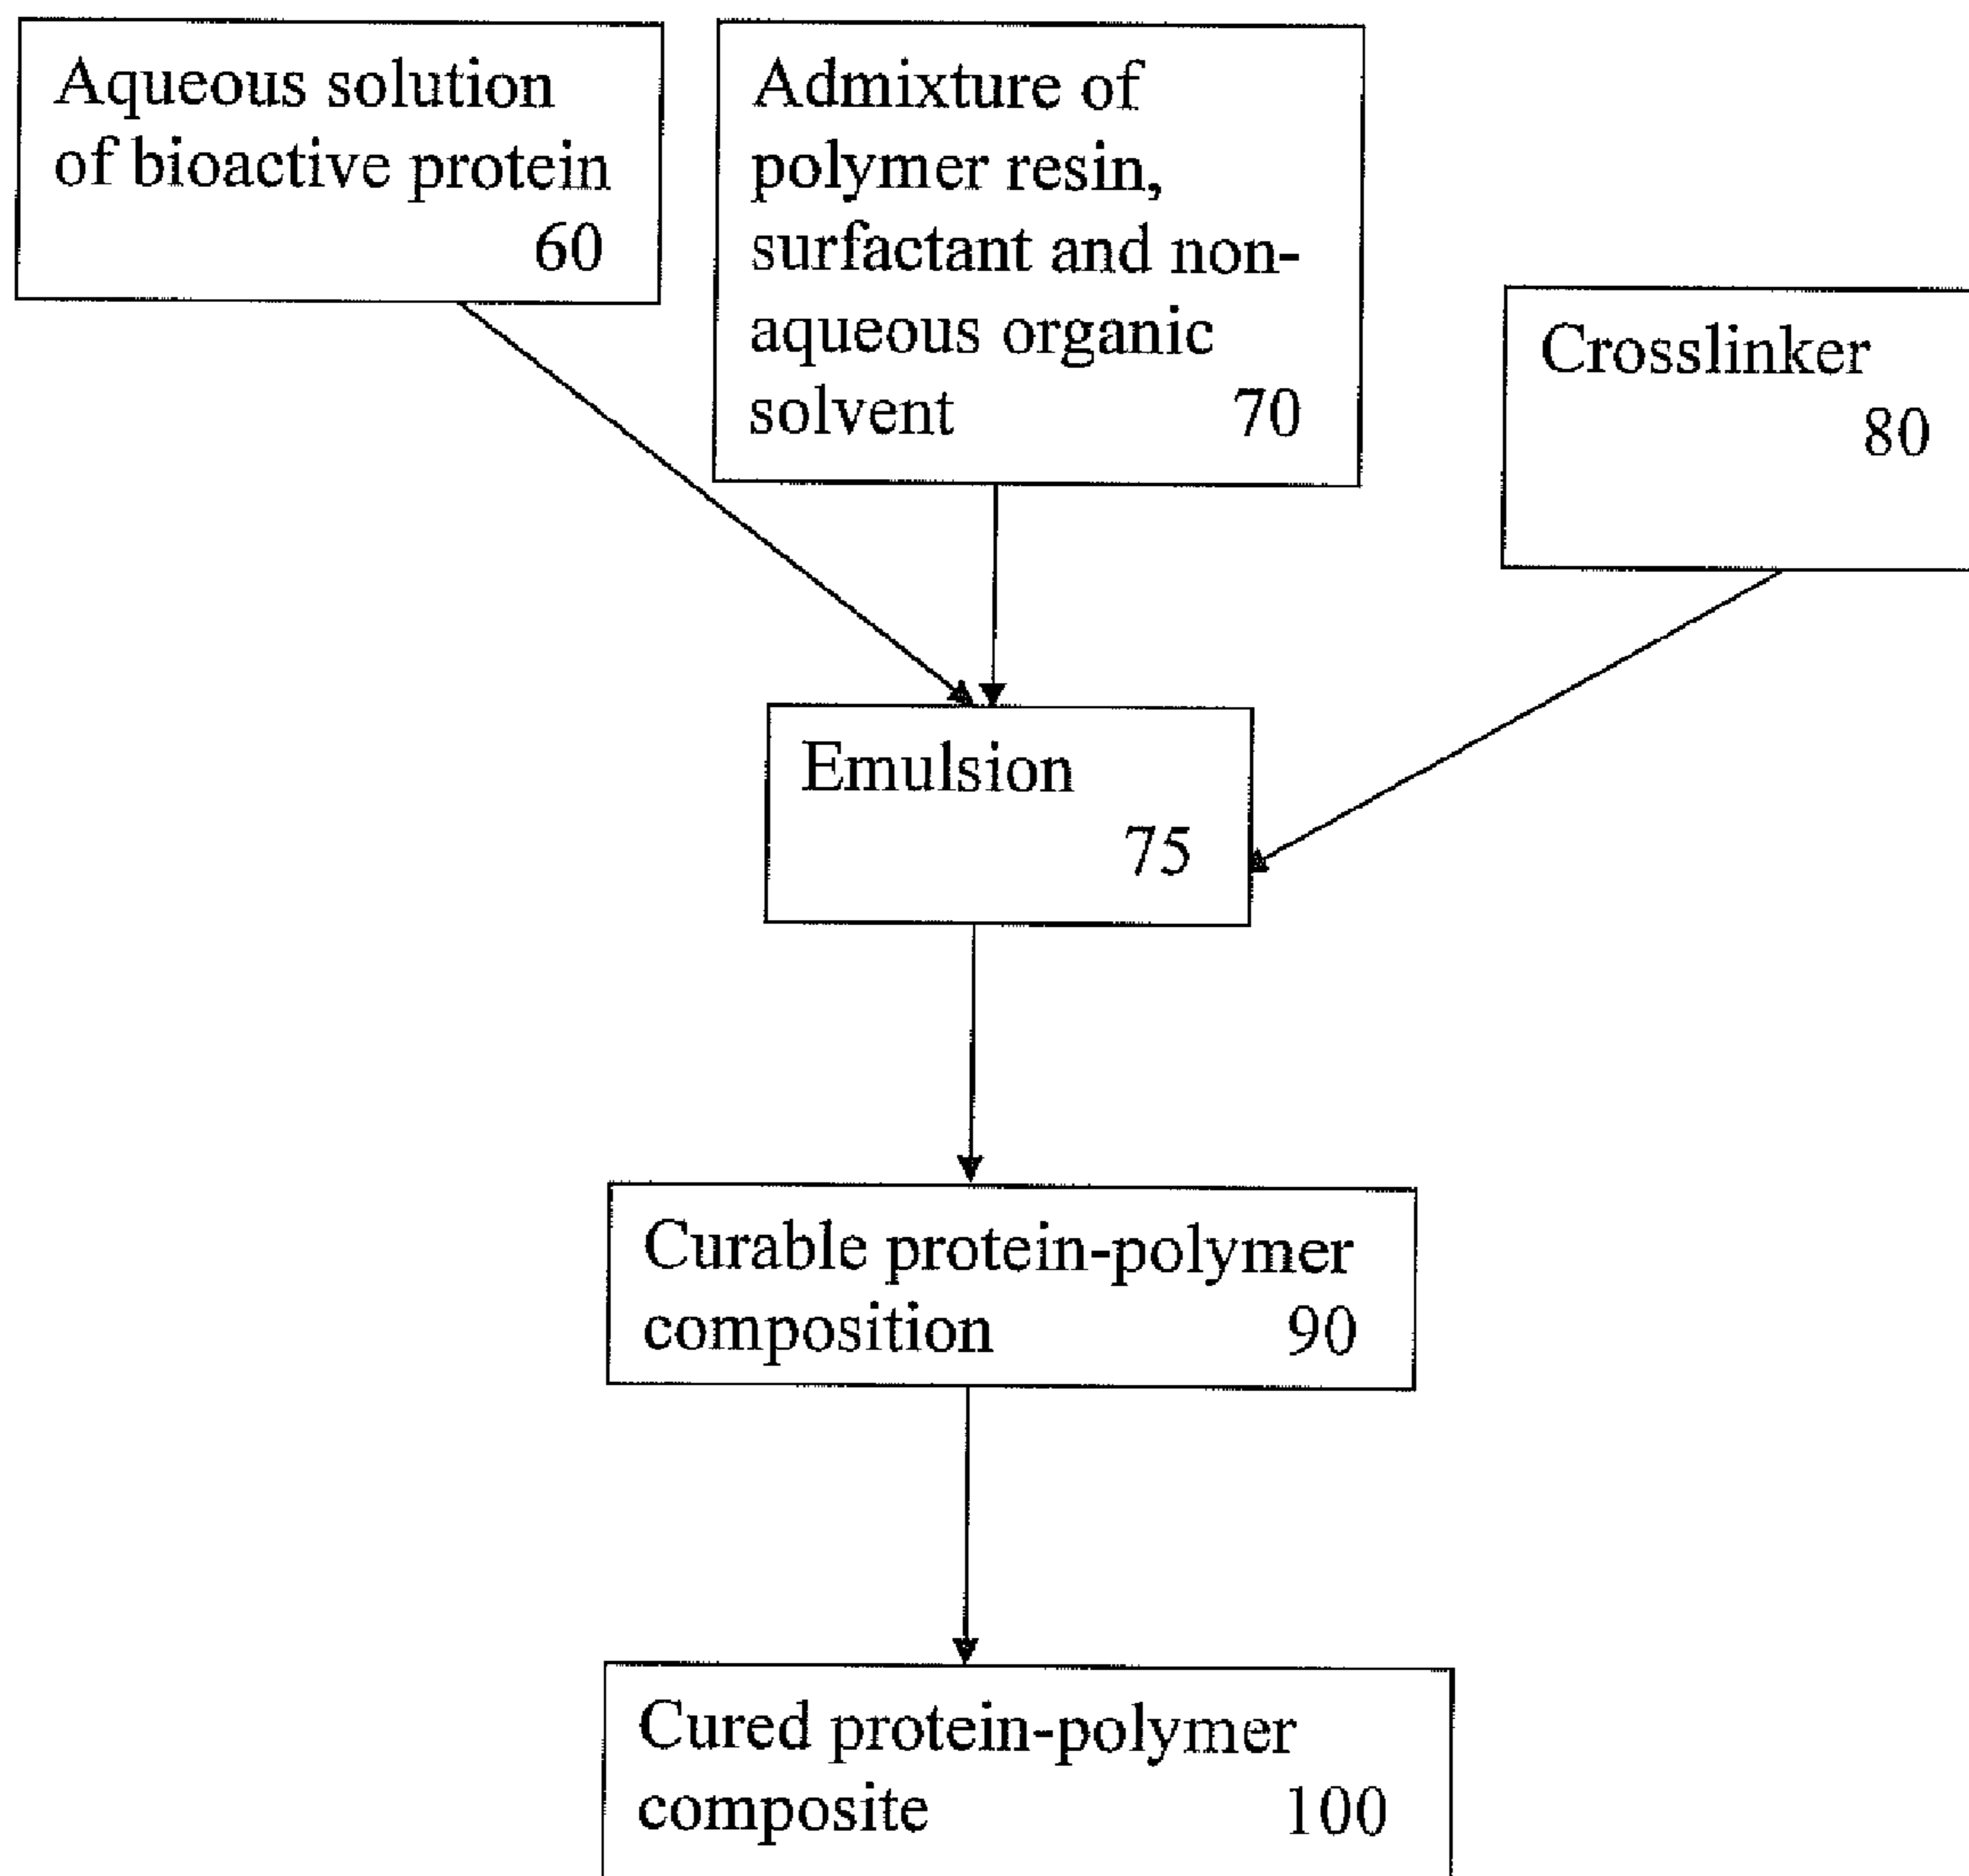 Aqueous solution
of bioactive protein
60
Admixture of
polymer resin,
surfactant and non-
aqueous organic
solvent 70
Crosslinker
80
Emulsion
75
Curable protein-polymer
composition 90
Cured protein-polymer
composite 100